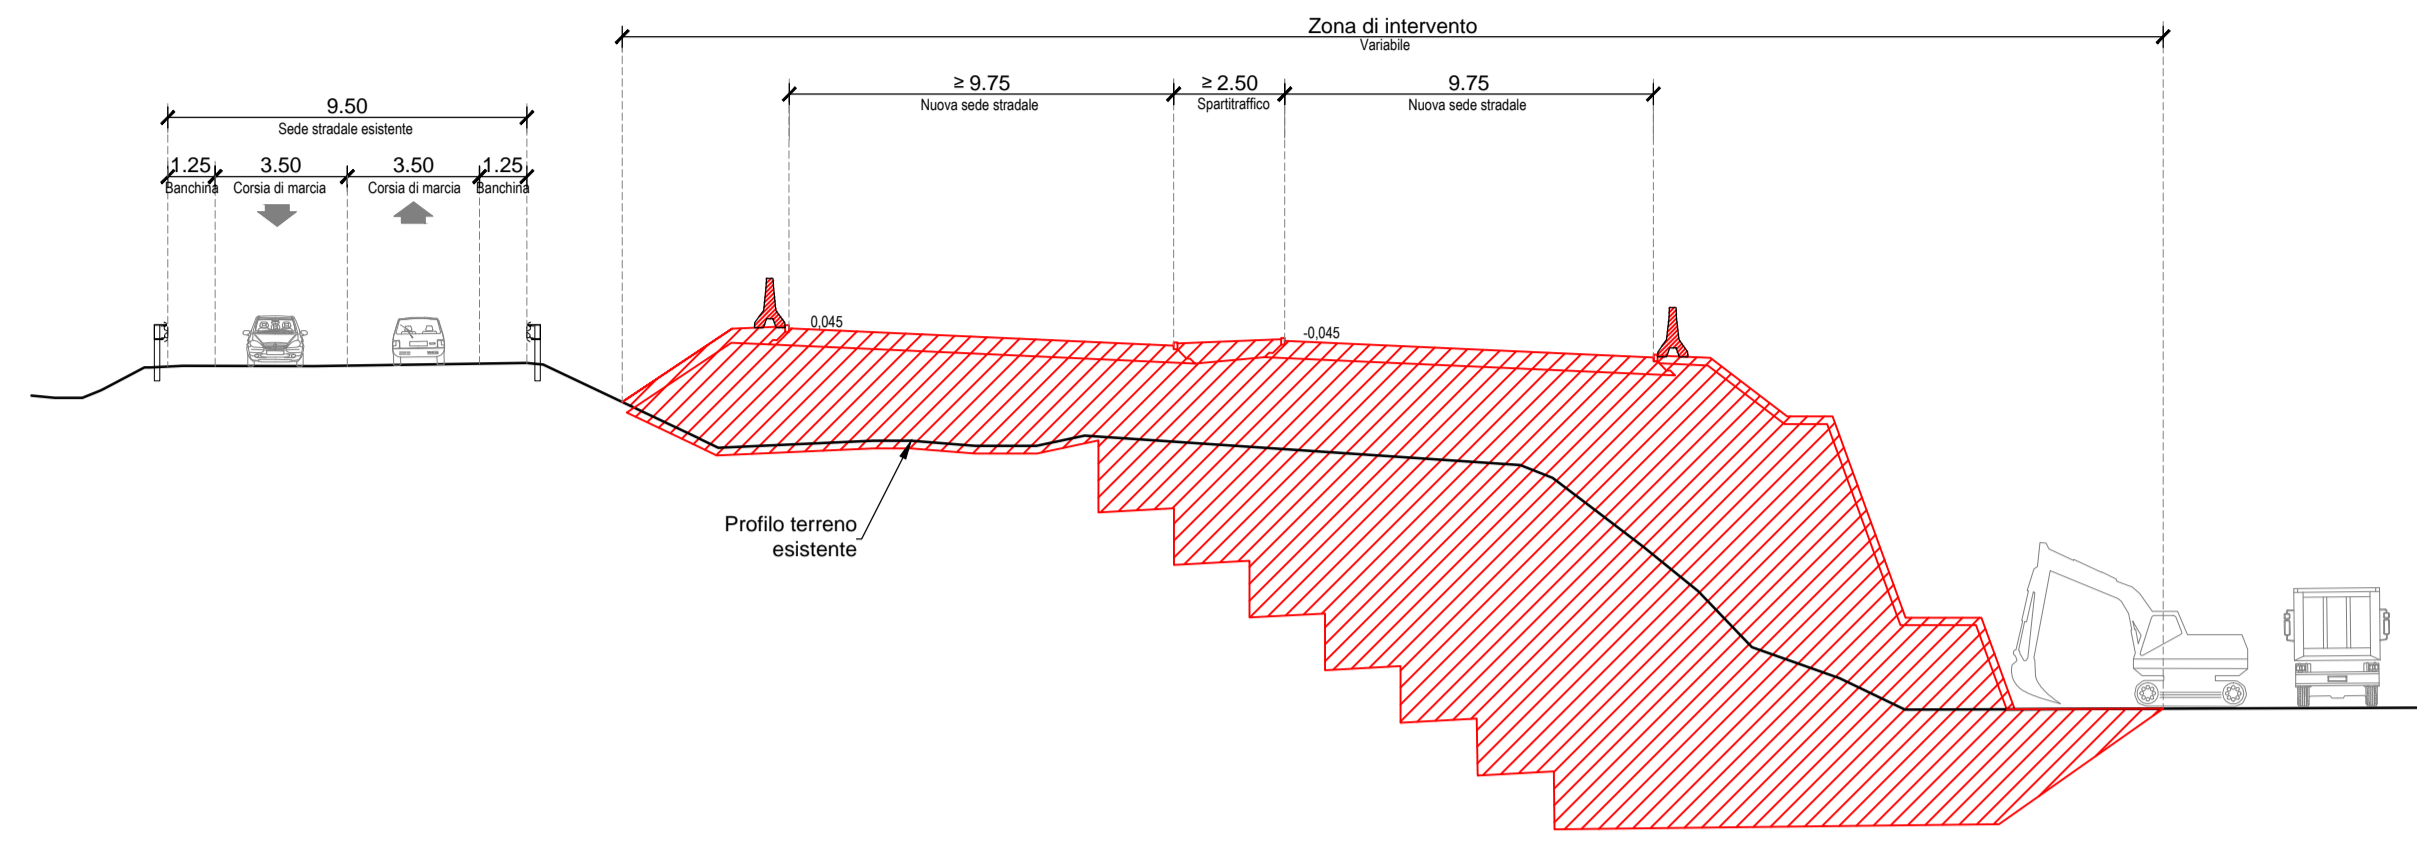 Zona di intervento
Variabile
≥ 9.75
Nuova sede stradale
≥ 2.50
Spartitraffico
9.75
Nuova sede stradale
9.50
Sede stradale esistente
1.25
Banchina
3.50
Corsia di marcia
3.50
Corsia di marcia
1.25
Banchina
0,045
-0,045
Profilo terreno
esistente